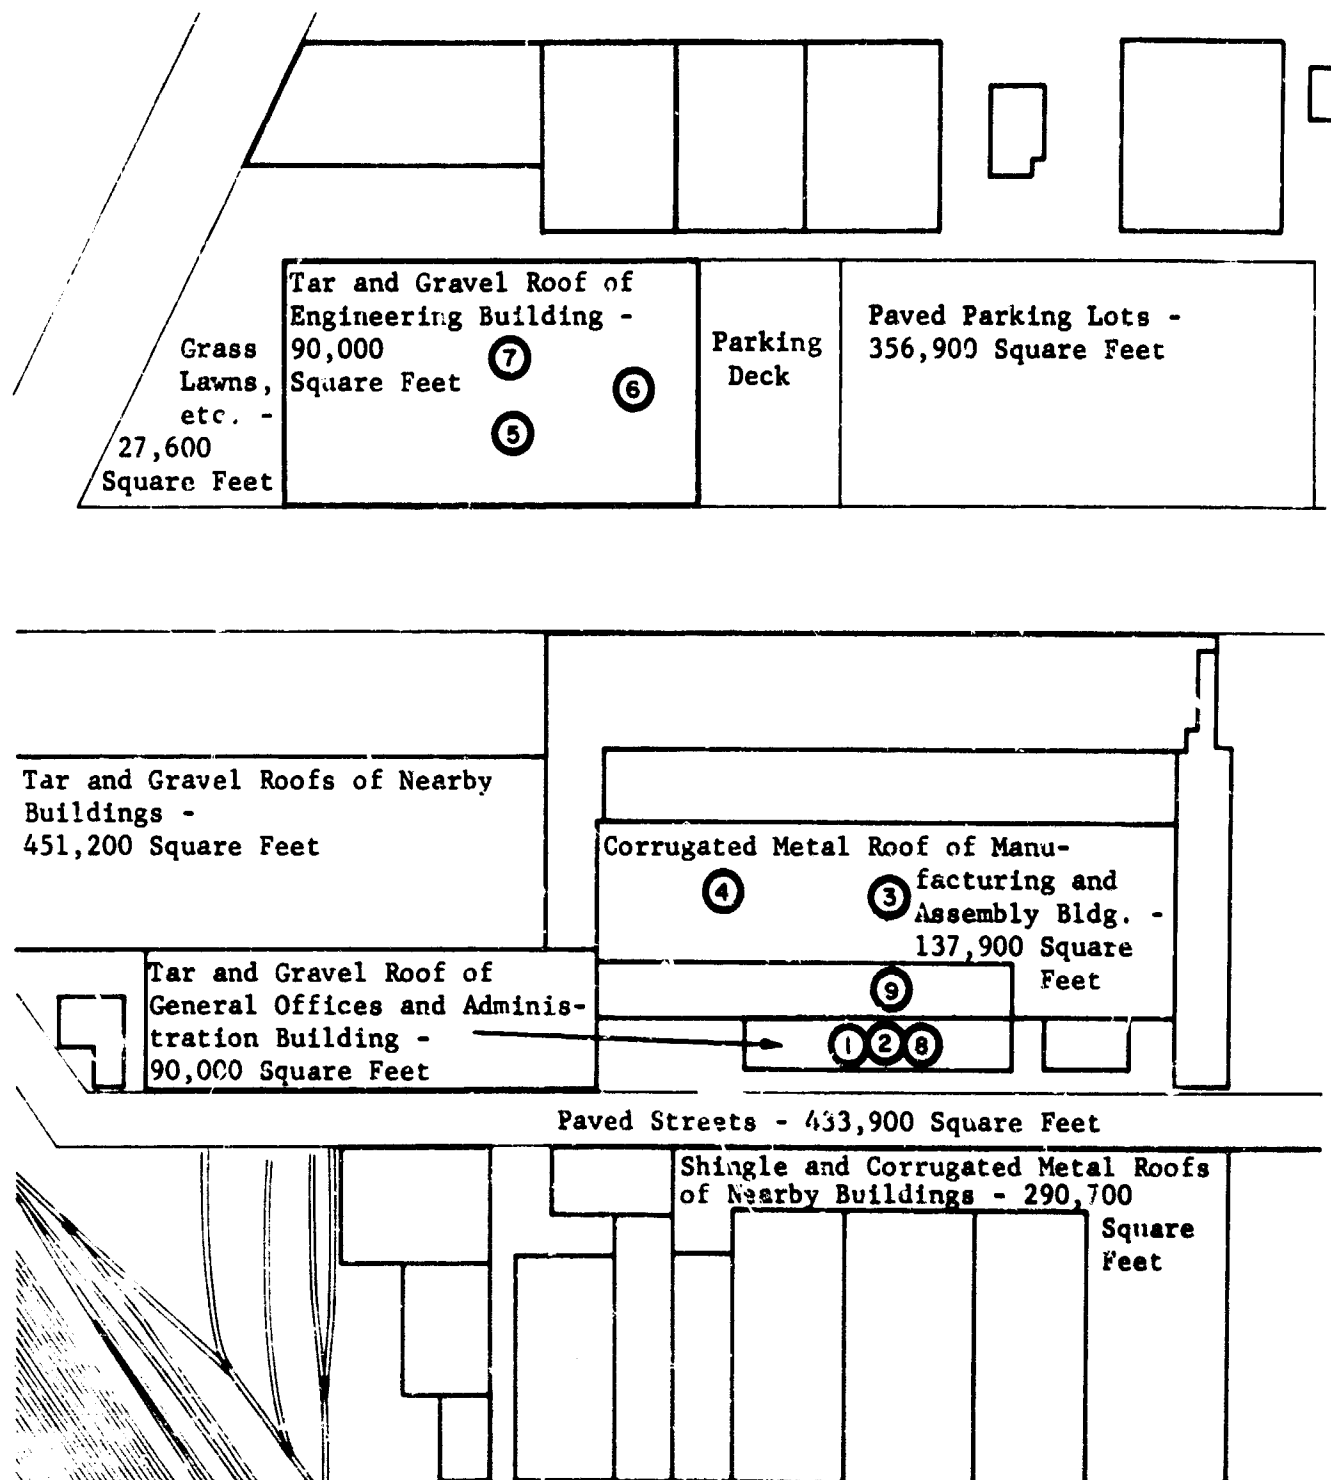 Tar and Gravel Roof of
Engineering Building -
90,000
Square Feet
7
6
5
Grass
Lawns,
etc. -
27,600
Square Feet
Parking
Deck
Paved Parking Lots -
356,900 Square Feet
Tar and Gravel Roofs of Nearby
Buildings -
451,200 Square Feet
Corrugated Metal Roof of Manu-
facturing and
Assembly Bldg. -
137,900 Square
Feet
4
3
9
Tar and Gravel Roof of
General Offices and Adminis-
tration Building -
90,000 Square Feet
1
2
8
Paved Streets - 433,900 Square Feet
Shingle and Corrugated Metal Roofs
of Nearby Buildings - 290,700
Square
Feet